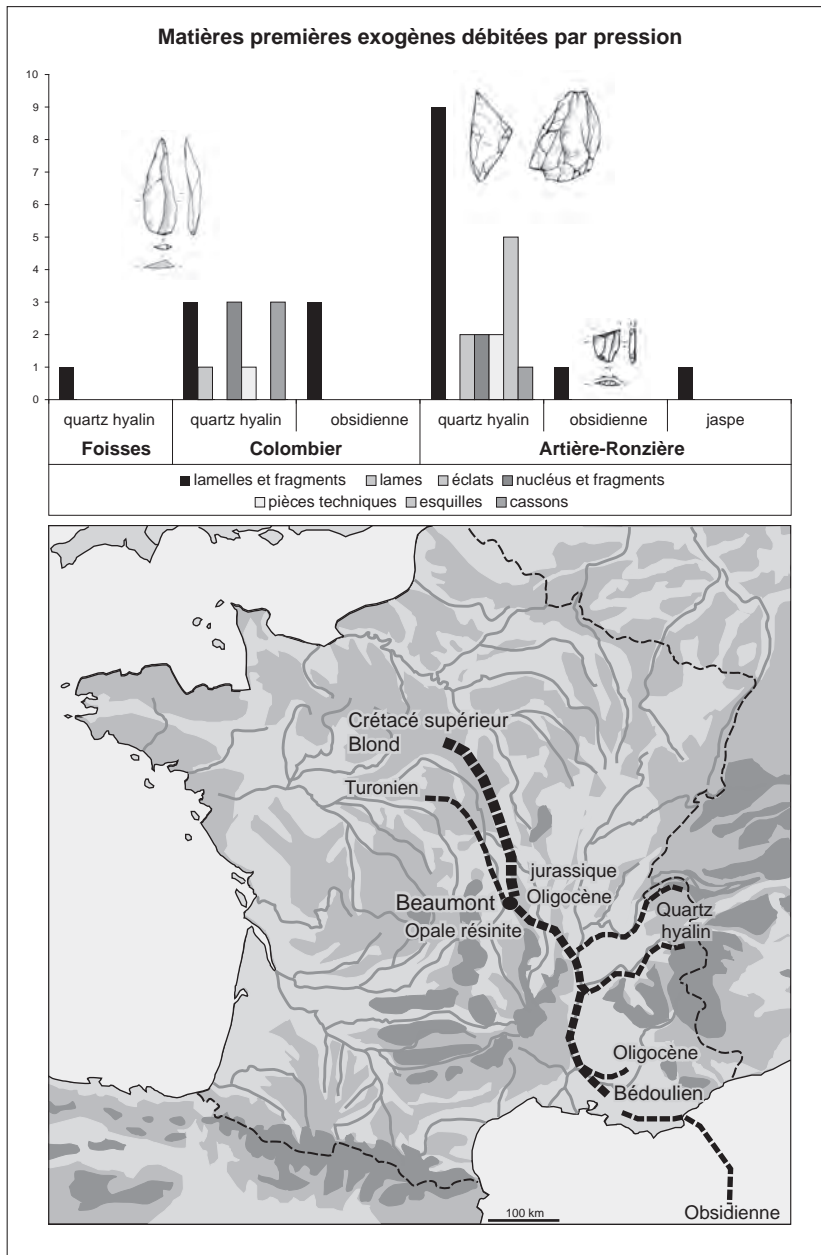 Matières premières exogènes débitées par pression
10
9
8
7
6
5
4
3
2
1
0
quartz hyalin quartz hyalin obsidienne quartz hyalin obsidienne jaspe
Foisses Colombier Artière-Ronzière
lamelles et fragments lames éclats nucléus et fragments
pièces techniques esquilles cassons
Crétacé supérieur
Blond
Turonien
jurassique
Beaumont Oligocène
Opale résinite
Quartz
hyalin
Oligocène
Bédoulien
100 km
Obsidienne